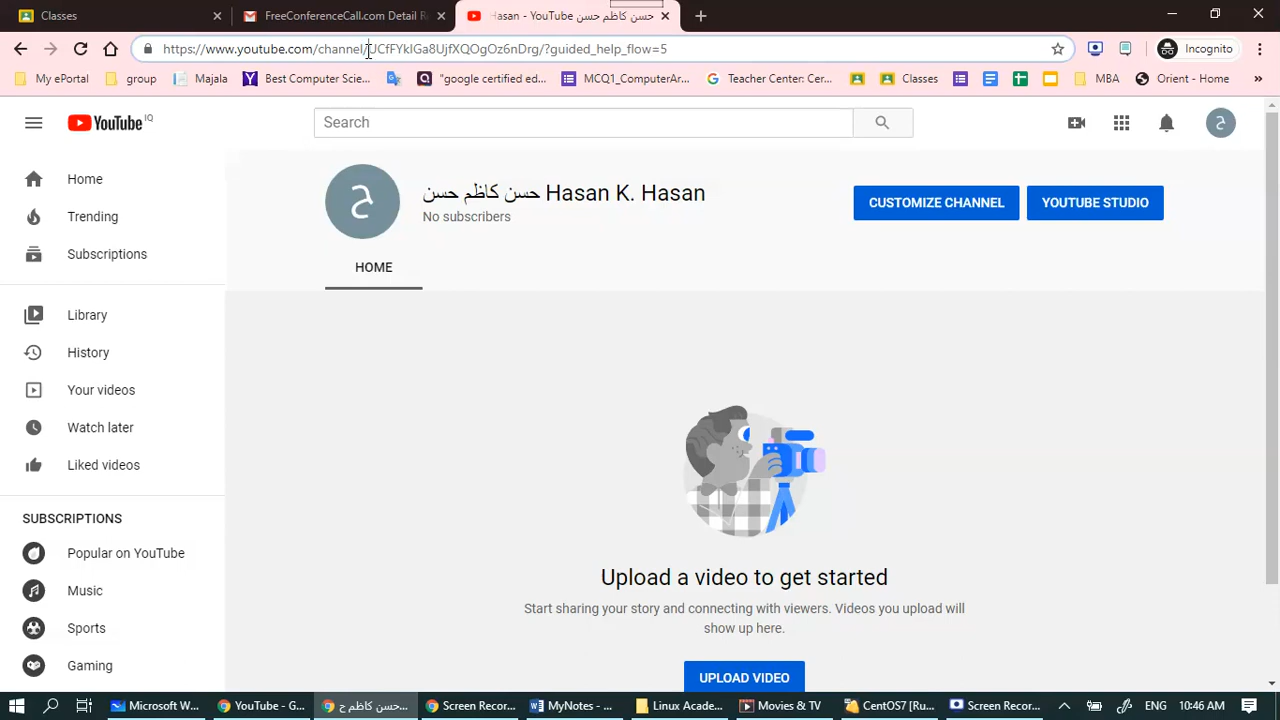 Classes
FreeConferenceCall.com Detail R
Hasan - YouTube حسن كاظم حسن
https://www.youtube.com/channel/UCfFYkIGa8UjfXQOgOz6nDrg/?guided_help_flow=5
Incognito
My ePortal
group
Majala
Best Computer Scie...
"google certified ed...
MCQ1_ComputerAr...
Teacher Center: Cer...
Classes
MBA
Orient - Home
»
YouTube IQ
Search
ح
Home
Trending
Subscriptions
Library
History
Your videos
Watch later
Liked videos
SUBSCRIPTIONS
Popular on YouTube
Music
Sports
Gaming
ح
حسن كاظم حسن Hasan K. Hasan
No subscribers
CUSTOMIZE CHANNEL
YOUTUBE STUDIO
HOME
Upload a video to get started
Start sharing your story and connecting with viewers. Videos you upload will
show up here.
UPLOAD VIDEO
Microsoft W...
YouTube - G...
حسن كاظم ح...
Screen Reco...
MyNotes - ...
Linux Acade...
Movies & TV
CentOS7 [Ru...
Screen Reco...
ENG
10:46 AM